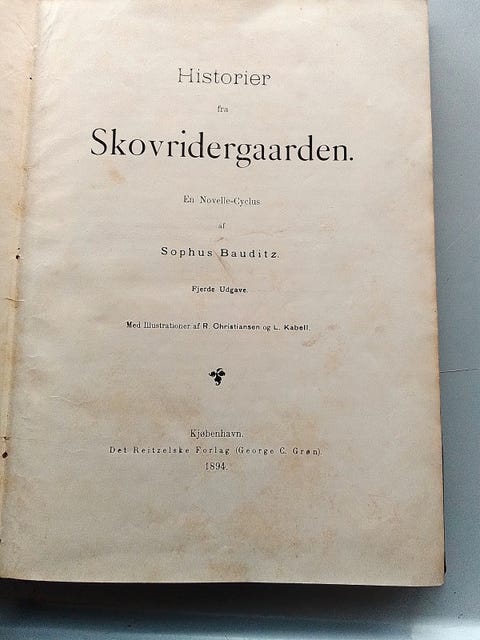 Historier
fra
Skovridergaarden.
En Novelle-Cyclus
af
Sophus Bauditz.
Fjerde Udgave.
Med Illustrationer af R. Christiansen og L. Kabell.
Kjøbenhavn.
Det Reitzelske Forlag (George C. Grøn).
1894.